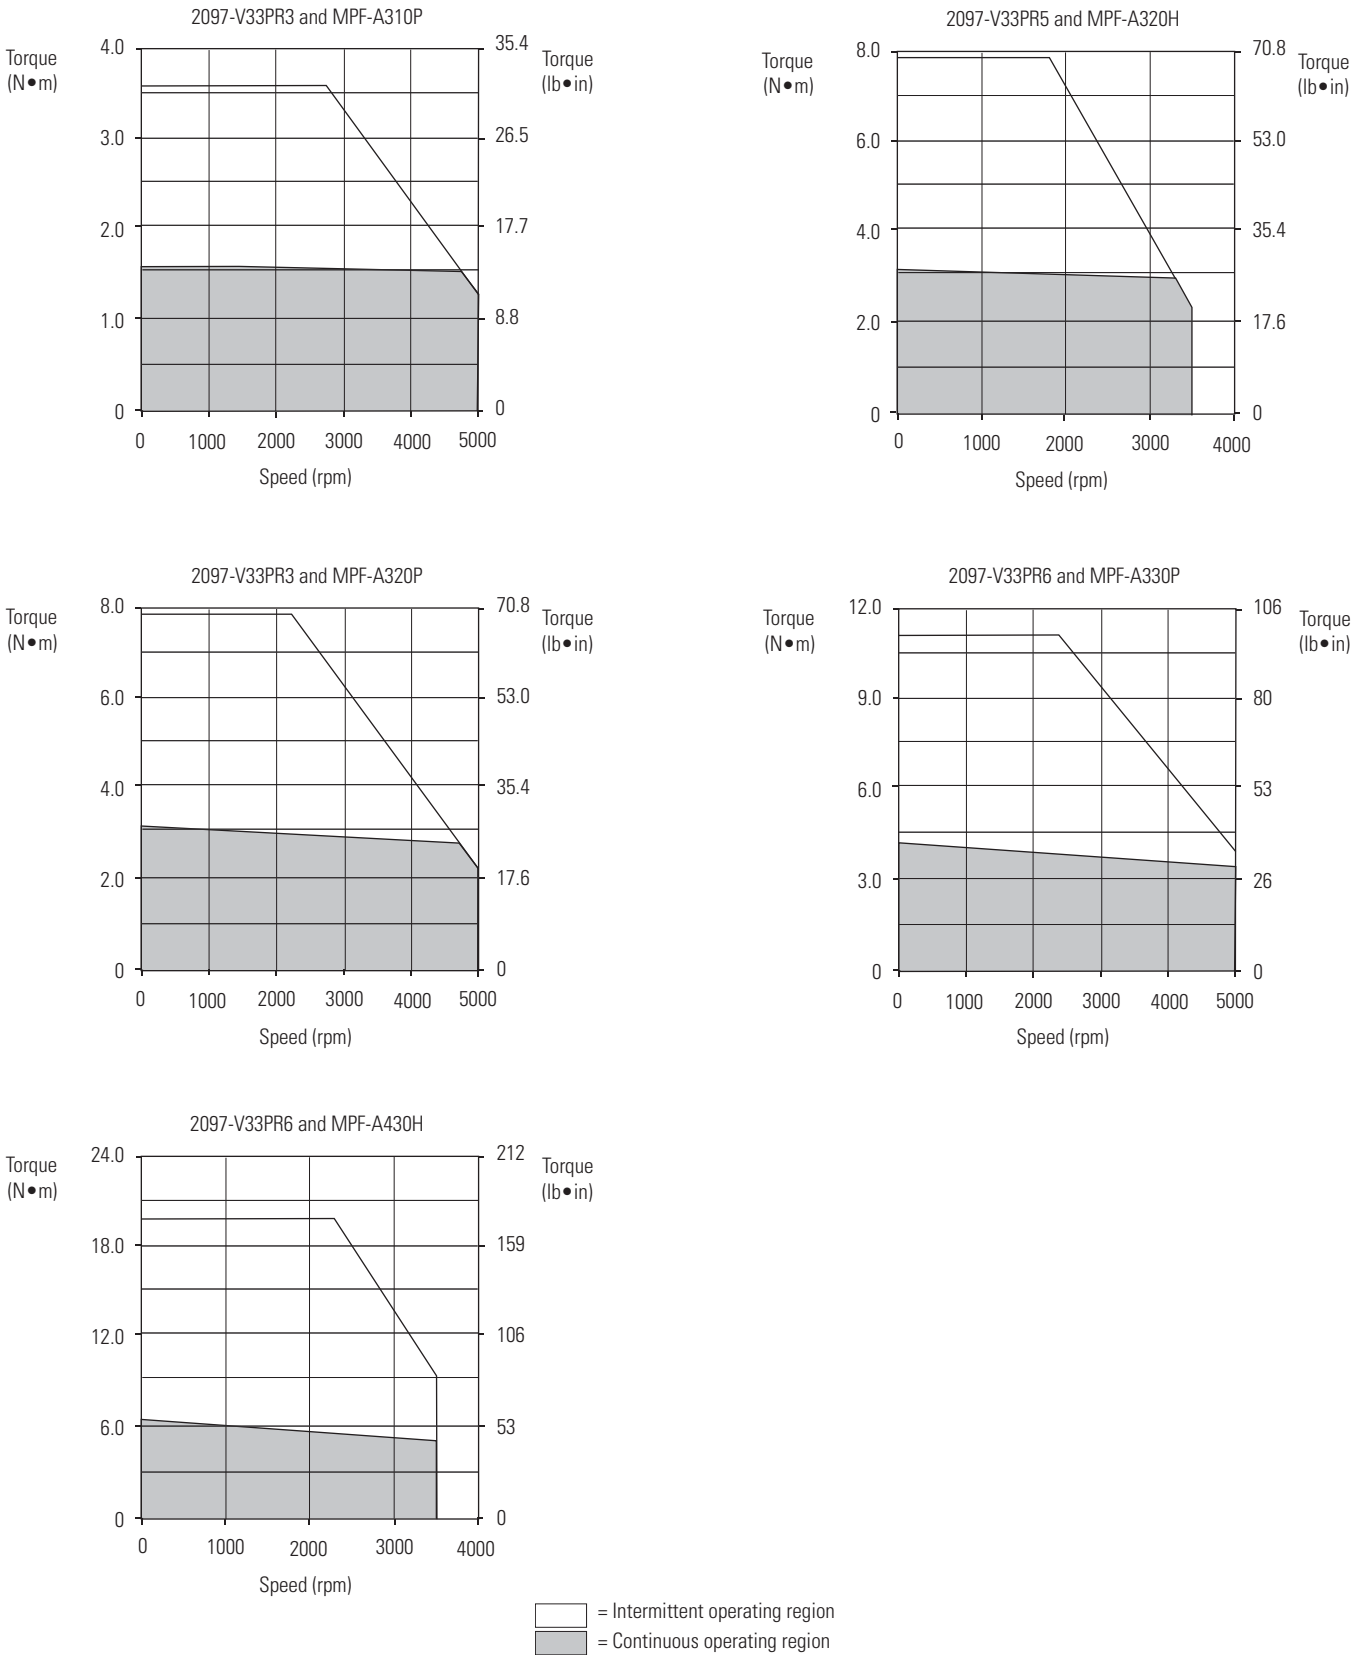 2097-V33PR3 and MPF-A310P
Torque
(N●m)
4.0
3.0
2.0
1.0
0
35.4
26.5
17.7
8.8
0
Torque
(lb●in)
0 1000 2000 3000 4000 5000
Speed (rpm)
2097-V33PR5 and MPF-A320H
Torque
(N●m)
8.0
6.0
4.0
2.0
0
70.8
53.0
35.4
17.6
0
Torque
(lb●in)
0 1000 2000 3000 4000
Speed (rpm)
2097-V33PR3 and MPF-A320P
Torque
(N●m)
8.0
6.0
4.0
2.0
0
70.8
53.0
35.4
17.6
0
Torque
(lb●in)
0 1000 2000 3000 4000 5000
Speed (rpm)
2097-V33PR6 and MPF-A330P
Torque
(N●m)
12.0
9.0
6.0
3.0
0
106
80
53
26
0
Torque
(lb●in)
0 1000 2000 3000 4000 5000
Speed (rpm)
2097-V33PR6 and MPF-A430H
Torque
(N●m)
24.0
18.0
12.0
6.0
0
212
159
106
53
0
Torque
(lb●in)
0 1000 2000 3000 4000
Speed (rpm)
= Intermittent operating region
= Continuous operating region